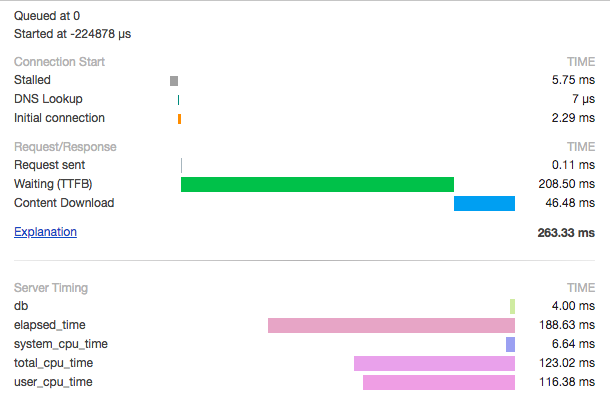 Queued at 0
Started at -224878 µs
Connection Start TIME
Stalled 5.75 ms
DNS Lookup 7 µs
Initial connection 2.29 ms
Request/Response TIME
Request sent 0.11 ms
Waiting (TTFB) 208.50 ms
Content Download 46.48 ms
Explanation 263.33 ms
Server Timing TIME
db 4.00 ms
elapsed_time 188.63 ms
system_cpu_time 6.64 ms
total_cpu_time 123.02 ms
user_cpu_time 116.38 ms